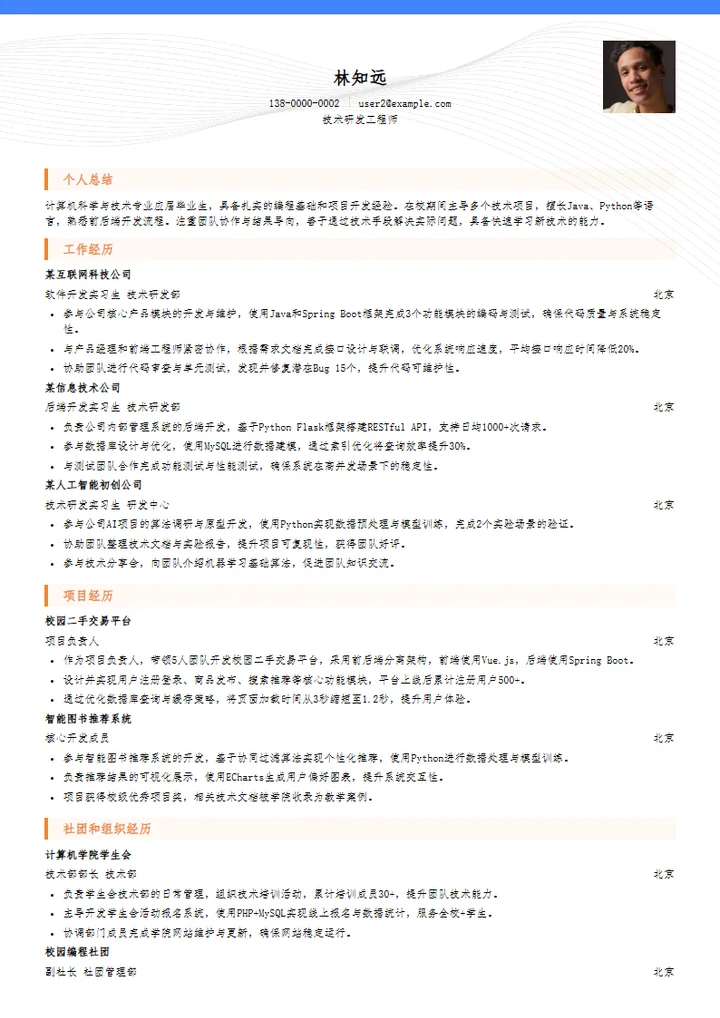 林知远
138-0000-0002 | user2@example.com
技术研发工程师
个人总结
计算机科学与技术专业应届毕业生，具备扎实的编程基础和项目开发经验。在校期间主导多个技术项目，擅长Java、Python等语
言，熟悉前后端开发流程。注重团队协作与结果导向，善于通过技术手段解决实际问题，具备快速学习新技术的能力。
工作经历
某互联网科技公司
软件开发实习生 技术研发部 北京
• 参与公司核心产品模块的开发与维护，使用Java和Spring Boot框架完成3个功能模块的编码与测试，确保代码质量与系统稳定
性。
• 与产品经理和前端工程师紧密协作，根据需求文档完成接口设计与联调，优化系统响应速度，平均接口响应时间降低20%。
• 协助团队进行代码审查与单元测试，发现并修复潜在Bug 15个，提升代码可维护性。
某信息技术公司
后端开发实习生 技术研发部 北京
• 负责公司内部管理系统的后端开发，基于Python Flask框架搭建RESTful API，支持日均1000+次请求。
• 参与数据库设计与优化，使用MySQL进行数据建模，通过索引优化将查询效率提升30%。
• 与测试团队合作完成功能测试与性能测试，确保系统在高并发场景下的稳定性。
某人工智能初创公司
技术研发实习生 研发中心 北京
• 参与公司AI项目的算法调研与原型开发，使用Python实现数据预处理与模型训练，完成2个实验场景的验证。
• 协助团队整理技术文档与实验报告，提升项目可复现性，获得团队好评。
• 参与技术分享会，向团队介绍机器学习基础算法，促进团队知识交流。
项目经历
校园二手交易平台
项目负责人 北京
• 作为项目负责人，带领5人团队开发校园二手交易平台，采用前后端分离架构，前端使用Vue.js，后端使用Spring Boot。
• 设计并实现用户注册登录、商品发布、搜索推荐等核心功能模块，平台上线后累计注册用户500+。
• 通过优化数据库查询与缓存策略，将页面加载时间从3秒缩短至1.2秒，提升用户体验。
智能图书推荐系统
核心开发成员 北京
• 参与智能图书推荐系统的开发，基于协同过滤算法实现个性化推荐，使用Python进行数据处理与模型训练。
• 负责推荐结果的可视化展示，使用ECharts生成用户偏好图表，提升系统交互性。
• 项目获得校级优秀项目奖，相关技术文档被学院收录为教学案例。
社团和组织经历
计算机学院学生会
技术部部长 技术部 北京
• 负责学生会技术部的日常管理，组织技术培训活动，累计培训成员30+，提升团队技术能力。
• 主导开发学生会活动报名系统，使用PHP+MySQL实现线上报名与数据统计，服务全校+学生。
• 协调部门成员完成学院网站维护与更新，确保网站稳定运行。
校园编程社团
副社长 社团管理部 北京